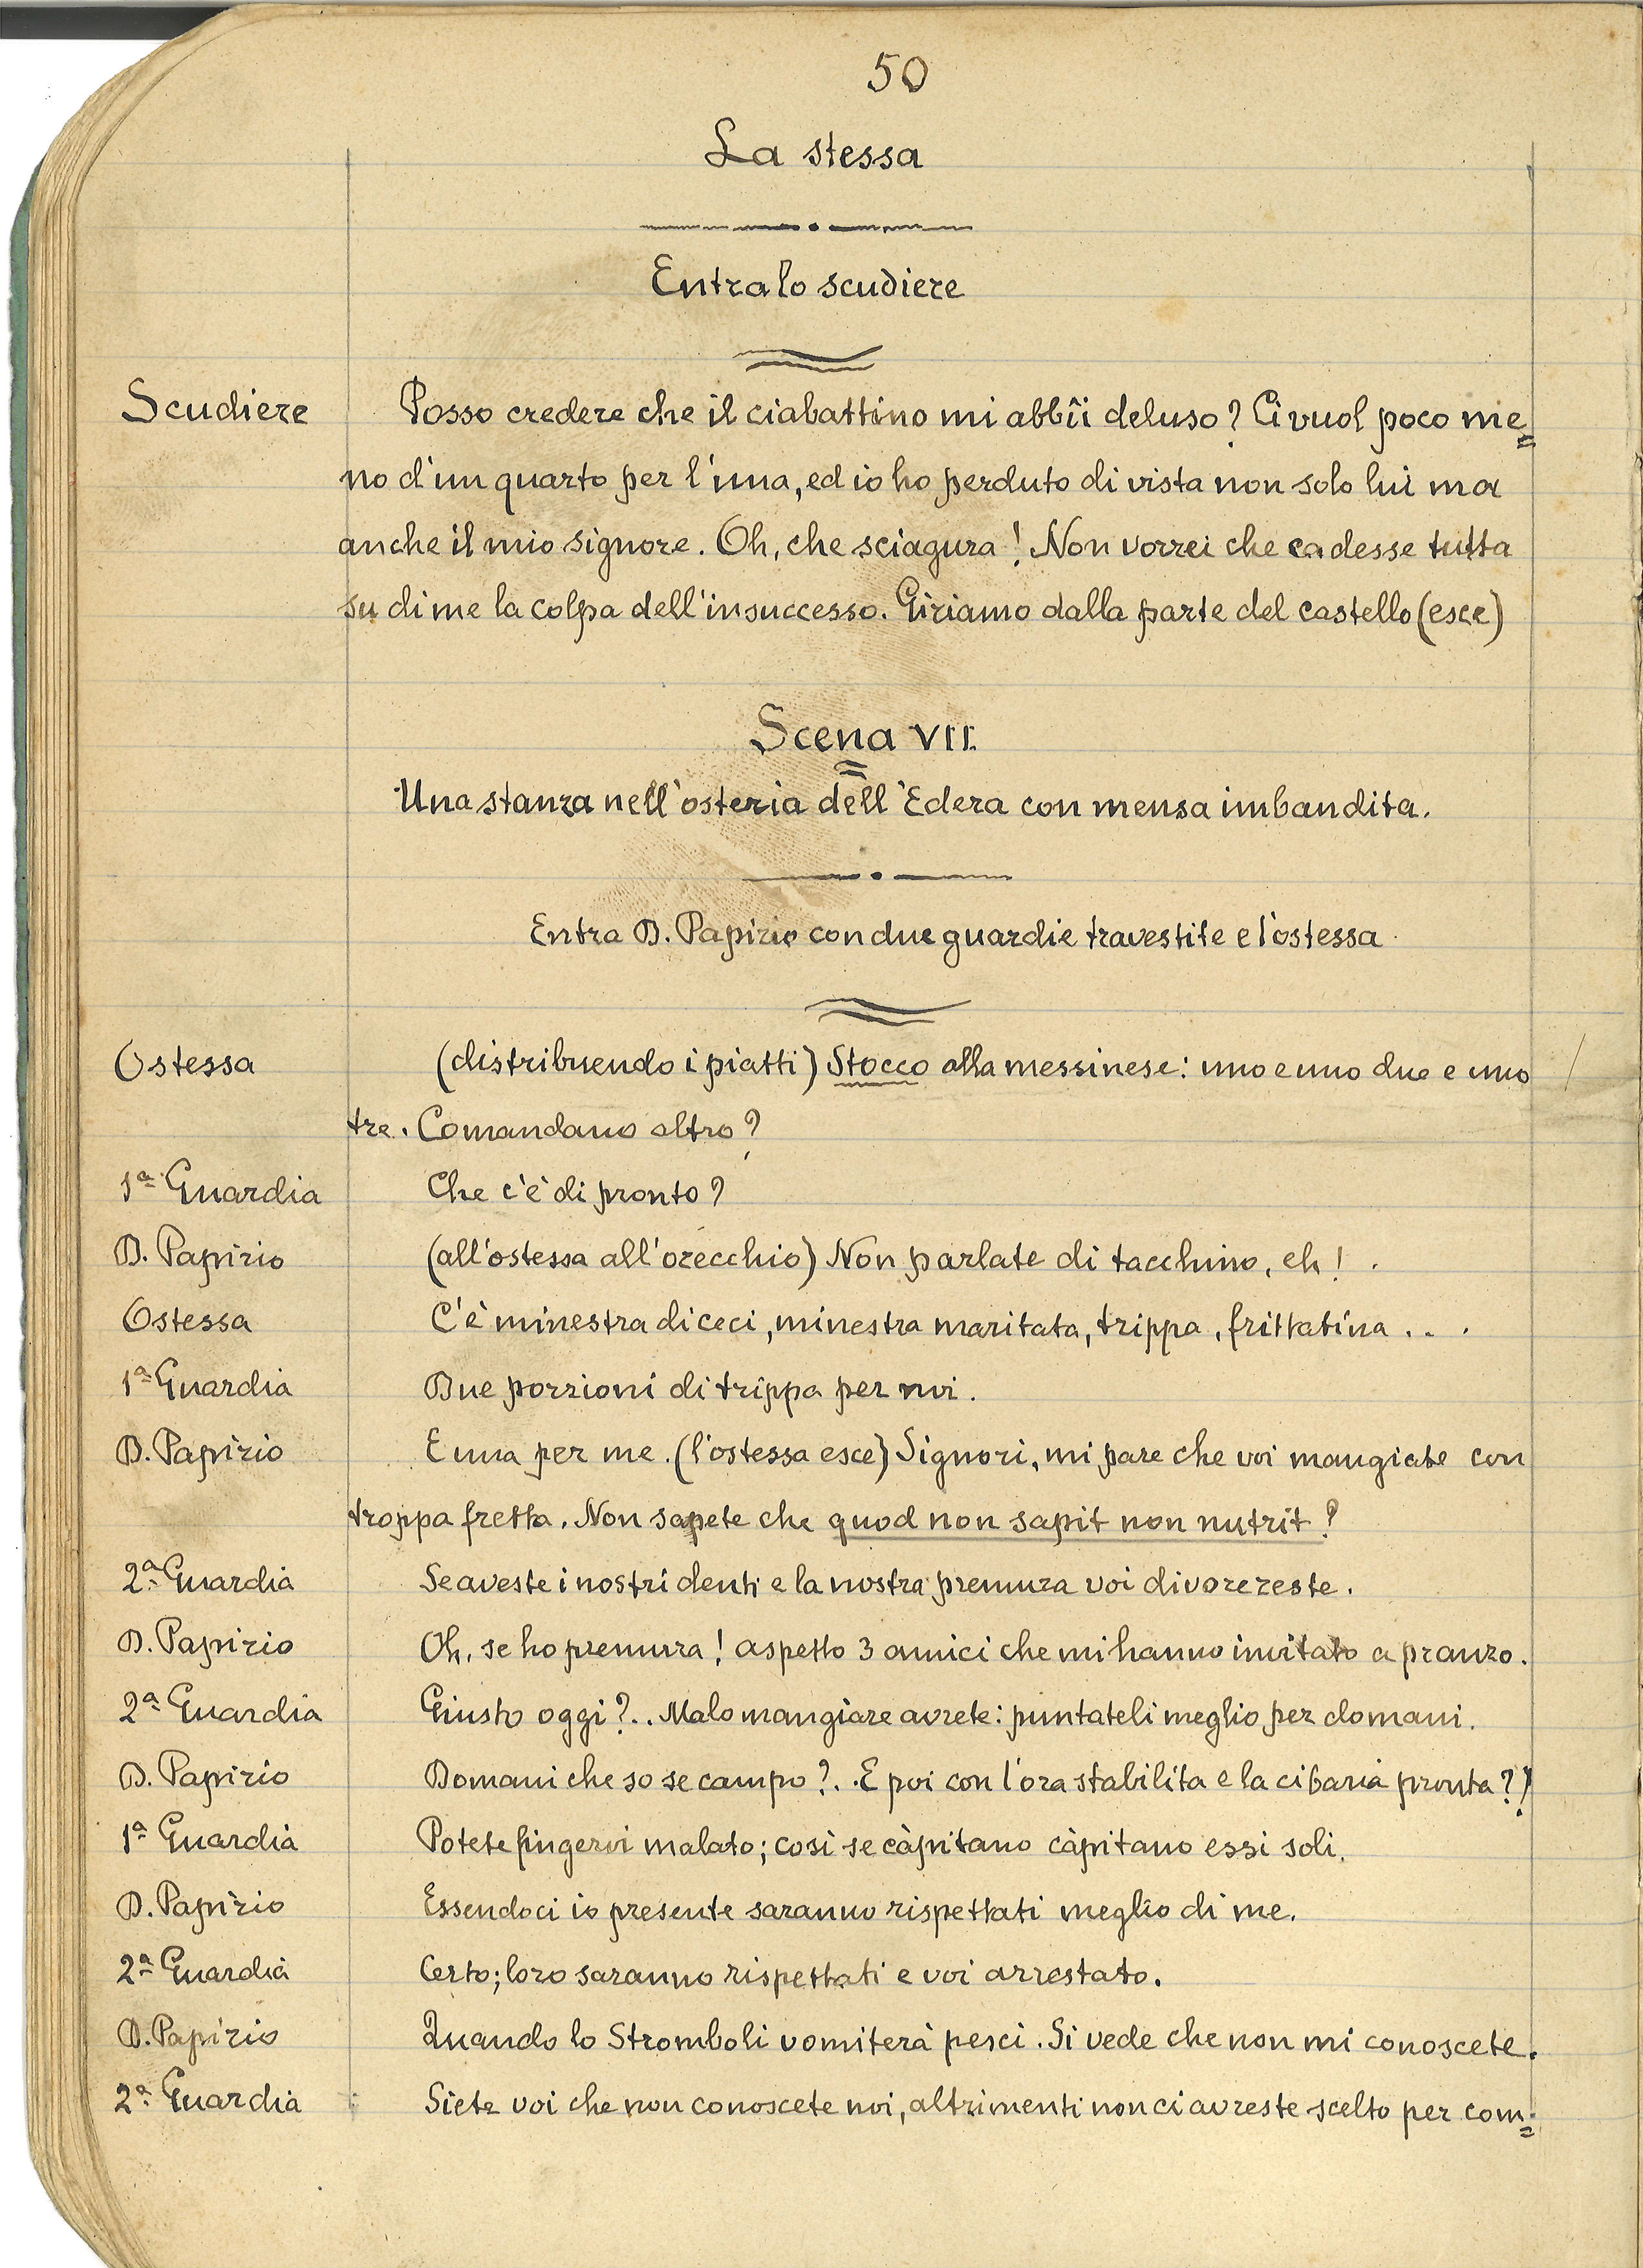 50
La stessa
Entra lo scudiere
Scudiere Posso credere che il ciabattino mi abbîi deluso? Ci vuol poco me=
no d'un quarto per l'una, ed io ho perduto di vista non solo lui ma
anche il mio signore. Oh, che sciagura! Non vorrei che cadesse tutta
su di me la colpa dell'insuccesso. Giriamo dalla parte del castello (esce)
Scena VII.
Una stanza nell'osteria dell'Edera con mensa imbandita.
Entra D. Papirio con due guardie travestite e l'ostessa
Ostessa (distribuendo i piatti) Stocco alla messinese: uno e uno due e uno
tre. Comandano altro?
1ª Guardia Che c'è di pronto?
D. Papirio (all'ostessa all'orecchio) Non parlate di tacchino, eh!
Ostessa C'è minestra di ceci, minestra maritata, trippa, frittatina...
1ª Guardia Due porzioni di trippa per noi.
D. Papirio E una per me. (l'ostessa esce) Signori, mi pare che voi mangiate con
troppa fretta. Non sapete che quod non sapit non nutrit?
2ª Guardia Se aveste i nostri denti e la nostra premura voi divorereste.
D. Papirio Oh, se ho premura! aspetto 3 amici che mi hanno invitato a pranzo.
2ª Guardia Giusto oggi?.. Malo mangiare avrete: puntateli meglio per domani.
D. Papirio Domani che so se campo?.. E poi con l'ora stabilita e la cibaria pronta?!
1ª Guardia Potete fingervi malato; così se càpitano càpitano essi soli.
D. Papirio Essendoci io presente saranno rispettati meglio di me.
2ª Guardia Certo; loro saranno rispettati e voi arrestato.
D. Papirio Quando lo Stromboli vomiterà pesci. Si vede che non mi conoscete.
2ª Guardia Siete voi che non conoscete noi, altrimenti non ci avreste scelto per com=